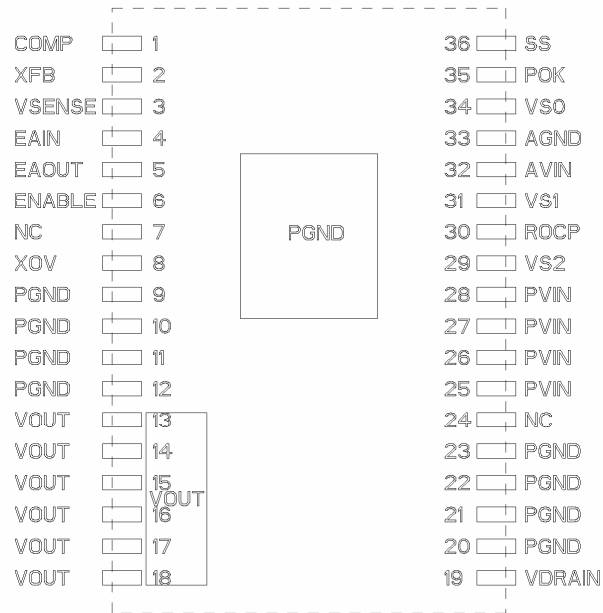 COMP 1 36 SS
XFB 2 35 POK
VSENSE 3 34 VS0
EAIN 4 33 AGND
EAOUT 5 32 AVIN
ENABLE 6 31 VS1
NC 7 PGND 30 ROCP
XOV 8 29 VS2
PGND 9 28 PVIN
PGND 10 27 PVIN
PGND 11 26 PVIN
PGND 12 25 PVIN
VOUT 13 24 NC
VOUT 14 23 PGND
VOUT 15 22 PGND
VOUT
VOUT 16 21 PGND
VOUT 17 20 PGND
VOUT 18 19 VDRAIN